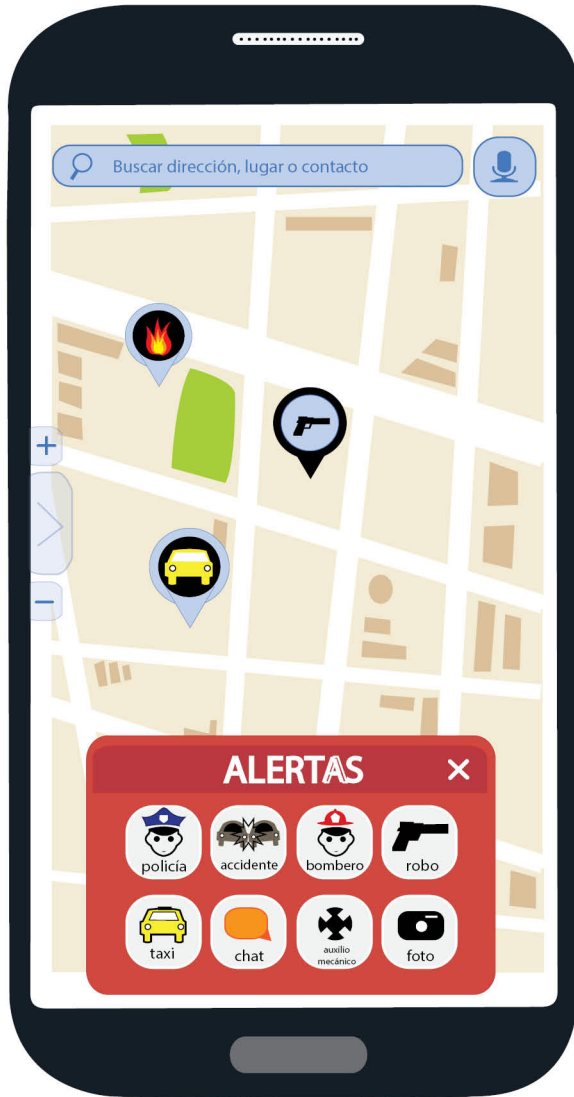 Buscar dirección, lugar o contacto
ALERTAS
policía
accidente
bombero
robo
taxi
chat
auxilio
mecánico
foto